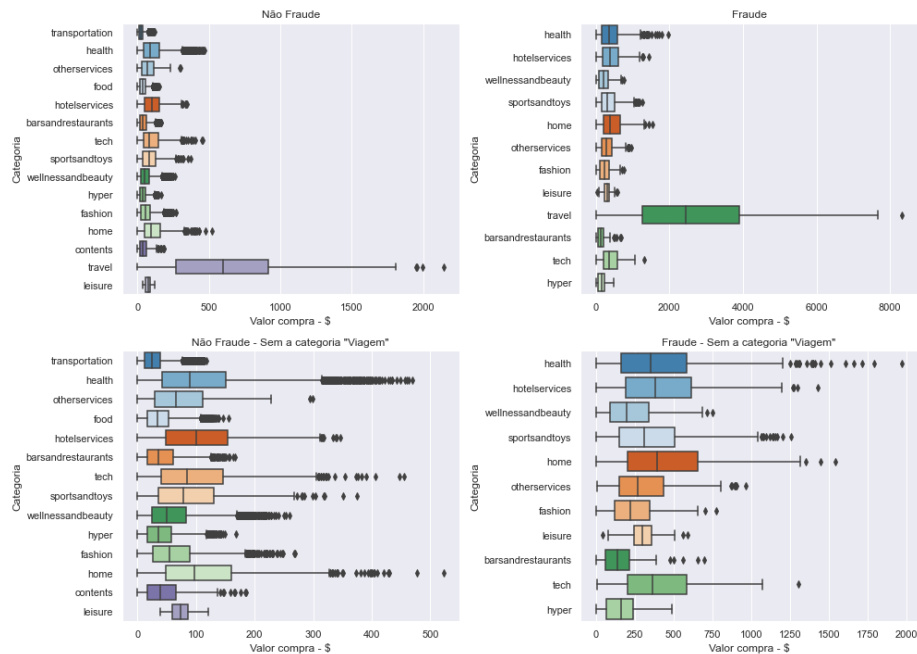 Não Fraude
Categoria
transportation
health
otherservices
food
hotelservices
barsandrestaurants
tech
sportsandtoys
wellnessandbeauty
hyper
fashion
home
contents
travel
leisure
0 500 1000 1500 2000
Valor compra - $
Fraude
Categoria
health
hotelservices
wellnessandbeauty
sportsandtoys
home
otherservices
fashion
leisure
travel
barsandrestaurants
tech
hyper
0 2000 4000 6000 8000
Valor compra - $
Não Fraude - Sem a categoria "Viagem"
Categoria
transportation
health
otherservices
food
hotelservices
barsandrestaurants
tech
sportsandtoys
wellnessandbeauty
hyper
fashion
home
contents
leisure
0 100 200 300 400 500
Valor compra - $
Fraude - Sem a categoria "Viagem"
Categoria
health
hotelservices
wellnessandbeauty
sportsandtoys
home
otherservices
fashion
leisure
barsandrestaurants
tech
hyper
0 250 500 750 1000 1250 1500 1750 2000
Valor compra - $